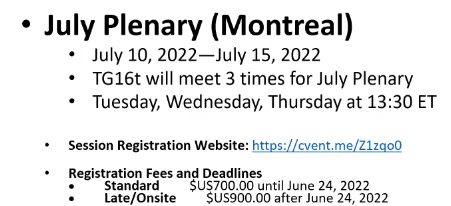 • July Plenary (Montreal)
• July 10, 2022—July 15, 2022
• TG16t will meet 3 times for July Plenary
• Tuesday, Wednesday, Thursday at 13:30 ET
• Session Registration Website: https://cvent.me/Z1zqo0
• Registration Fees and Deadlines
• Standard $US700.00 until June 24, 2022
• Late/Onsite $US900.00 after June 24, 2022